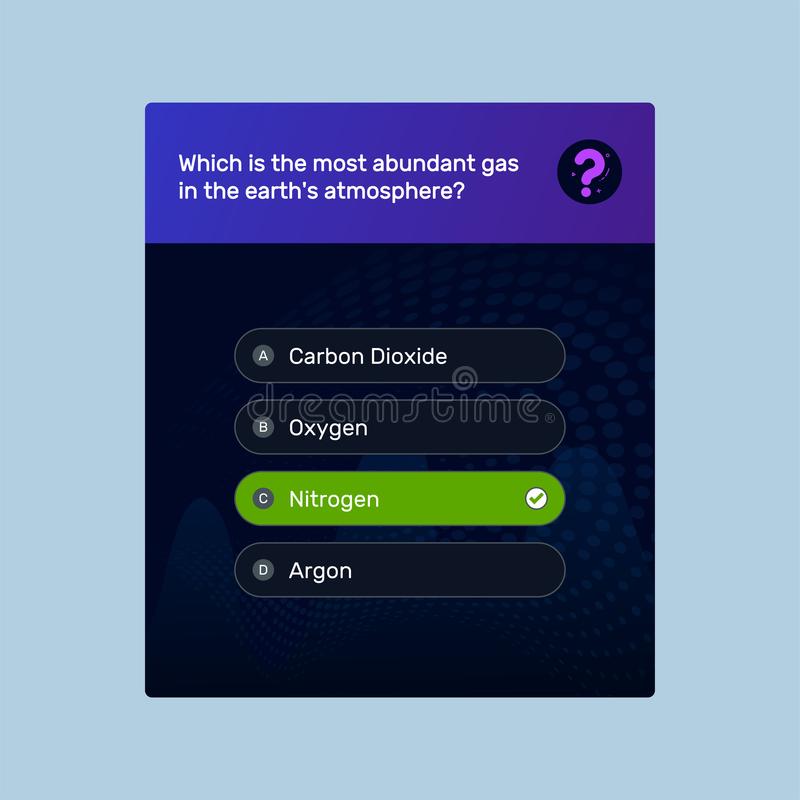 Which is the most abundant gas
in the earth's atmosphere?
A Carbon Dioxide
dreamstime®
B Oxygen
C Nitrogen
D Argon